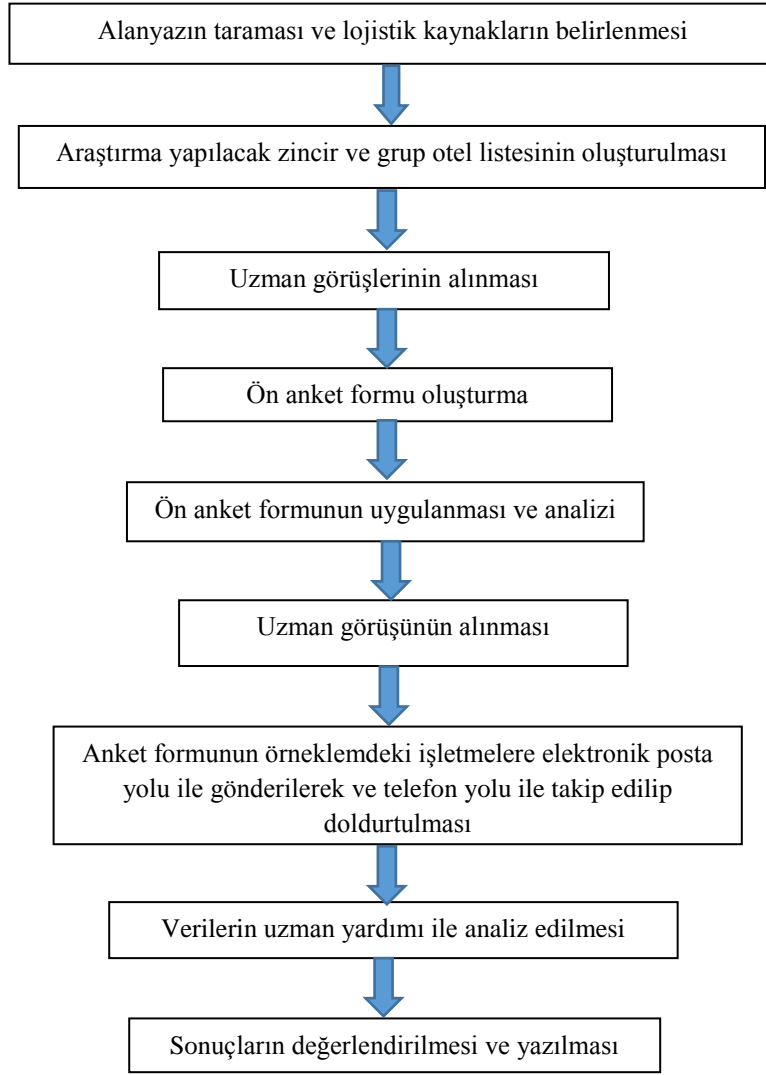 Alanyazın taraması ve lojistik kaynakların belirlenmesi
Araştırma yapılacak zincir ve grup otel listesinin oluşturulması
Uzman görüşlerinin alınması
Ön anket formu oluşturma
Ön anket formunun uygulanması ve analizi
Uzman görüşünün alınması
Anket formunun örneklemdeki işletmelere elektronik posta
yolu ile gönderilerek ve telefon yolu ile takip edilip
doldurtulması
Verilerin uzman yardımı ile analiz edilmesi
Sonuçların değerlendirilmesi ve yazılması